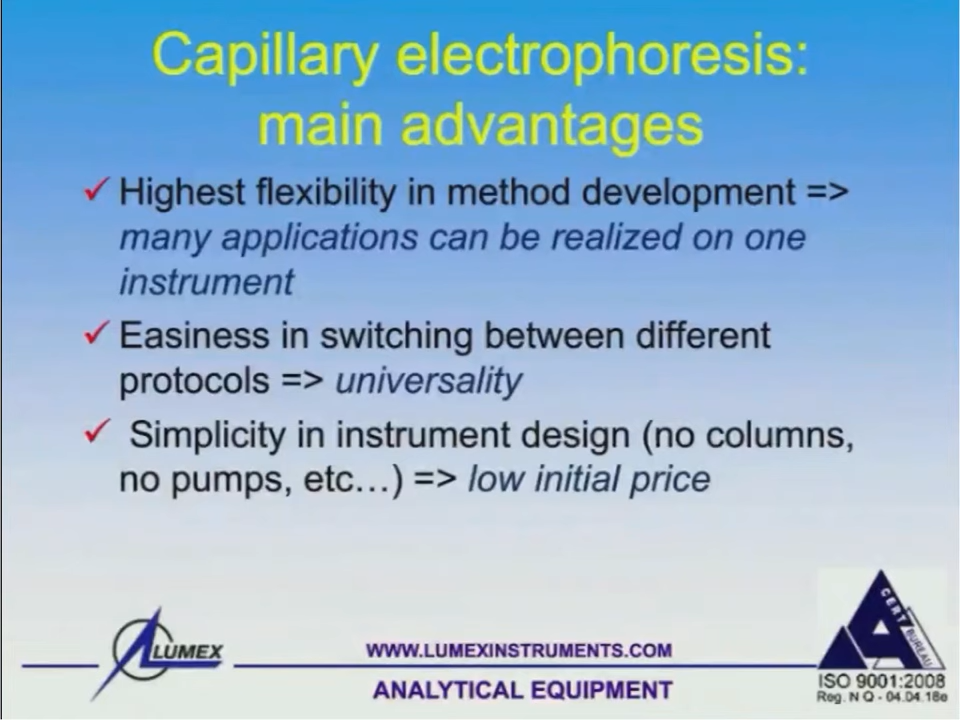 Capillary electrophoresis:
main advantages
✓ Highest flexibility in method development =>
many applications can be realized on one
instrument
✓ Easiness in switching between different
protocols => universality
✓ Simplicity in instrument design (no columns,
no pumps, etc…) => low initial price
LUMEX
WWW.LUMEXINSTRUMENTS.COM
ANALYTICAL EQUIPMENT
CERT BUREAU
ISO 9001:2008
Reg. N Q - 04.04.18e